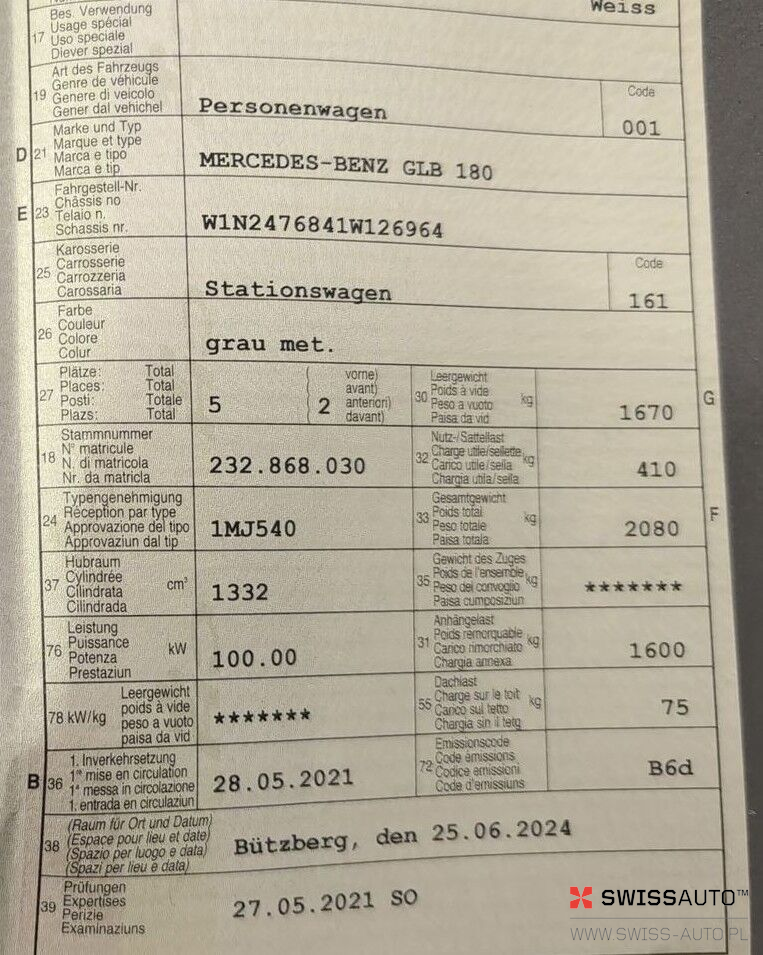 Weiss
17 Bes. Verwendung
Usage spécial
Uso speciale
Diever spezial
19 Art des Fahrzeugs
Genre de véhicule
Genere di veicolo
Gener dal vehichel
Personenwagen
Code
001
D 21 Marke und Typ
Marque et type
Marca e tipo
Marca e tip
MERCEDES-BENZ GLB 180
E 23 Fahrgestell-Nr.
Châssis no
Telaio n.
Schassis nr.
W1N2476841W126964
25 Karosserie
Carrosserie
Carrozzeria
Carossaria
Stationswagen
Code
161
26 Farbe
Couleur
Colore
Colur
grau met.
27 Plätze: Total
Places: Total
Posti: Totale
Plazs: Total
5
2
vorne)
avant)
anteriori)
davant)
30 Leergewicht
Poids à vide
Peso a vuoto
Paisa da vid
kg
1670
G
18 Stammnummer
N° matricule
N. di matricola
Nr. da matricla
232.868.030
32 Nutz-/Sattellast
Charge utile/sellette
Carico utile/sella
Chargia utila/sella
kg
410
24 Typengenehmigung
Réception par type
Approvazione del tipo
Approvaziun dal tip
1MJ540
33 Gesamtgewicht
Poids total
Peso totale
Paisa totala
kg
2080
F
37 Hubraum
Cylindrée
Cilindrata
Cilindrada
cm³
1332
35 Gewicht des Zuges
Poids de l'ensemble
Peso del convoglio
Paisa cumposiziun
kg
*******
76 Leistung
Puissance
Potenza
Prestaziun
kW
100.00
31 Anhängelast
Poids remorquable
Carico rimorchiato
Chargia annexa
kg
1600
78 kW/kg
Leergewicht
poids à vide
peso a vuoto
paisa da vid
*******
55 Dachlast
Charge sur le toit
Carico sul tetto
Chargia sin il tetg
kg
75
B 36 1. Inverkehrsetzung
1re mise en circulation
1a messa in circolazione
1. entrada en circulaziun
28.05.2021
72 Emissionscode
Code émissions
Codice emissioni
Code d'emissiuns
B6d
38 (Raum für Ort und Datum)
(Espace pour lieu et date)
(Spazio per luogo e data)
(Spazi per lieu e data)
Bützberg, den 25.06.2024
39 Prüfungen
Expertises
Perizie
Examinaziuns
27.05.2021 SO
SWISSAUTO™
WWW.SWISS-AUTO.PL